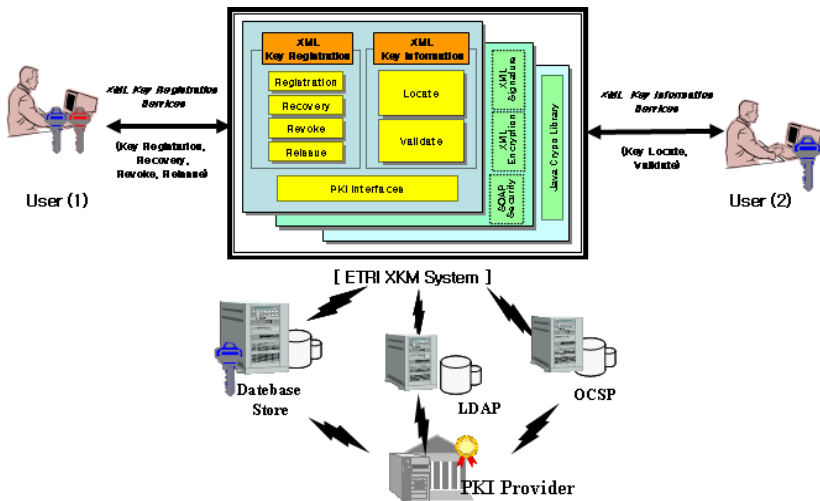 XML
Key Registration
XML
Key Information
Registration
Recovery
Revoke
Reissue
Locate
Validate
PKI Interfaces
XML
Signature
XML
Encryption
SOAP
Security
Java Crypo Library
XML Key Registration
Services
(Key Registarion,
Recovery,
Revoke, Reissue)
User (1)
XML Key Information
Services
(Key Locate,
Validate)
User (2)
[ ETRI XKM System ]
Datebase
Store
LDAP
OCSP
PKI Provider